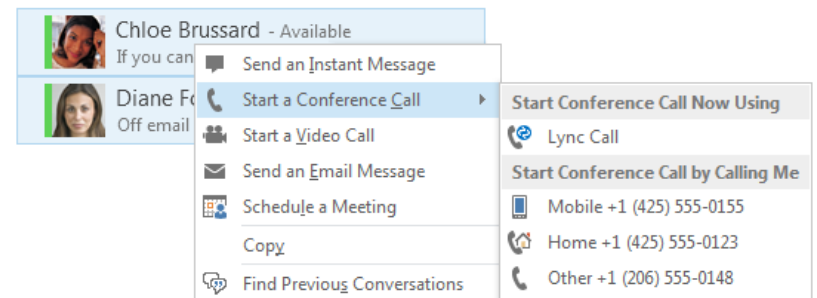 Chloe Brussard - Available
If you can
Diane Fo
Off email
Send an Instant Message
Start a Conference Call
Start a Video Call
Send an Email Message
Schedule a Meeting
Copy
Find Previous Conversations
Start Conference Call Now Using
Lync Call
Start Conference Call by Calling Me
Mobile +1 (425) 555-0155
Home +1 (425) 555-0123
Other +1 (206) 555-0148